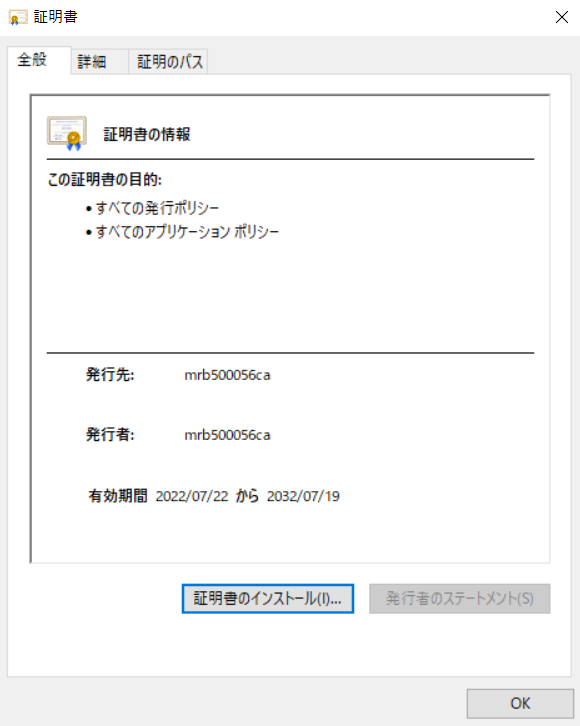 証明書
全般 詳細 証明のパス
証明書の情報
この証明書の目的:
• すべての発行ポリシー
• すべてのアプリケーション ポリシー
発行先: mrb500056ca
発行者: mrb500056ca
有効期間 2022/07/22 から 2032/07/19
証明書のインストール(I)... 発行者のステートメント(S)
OK